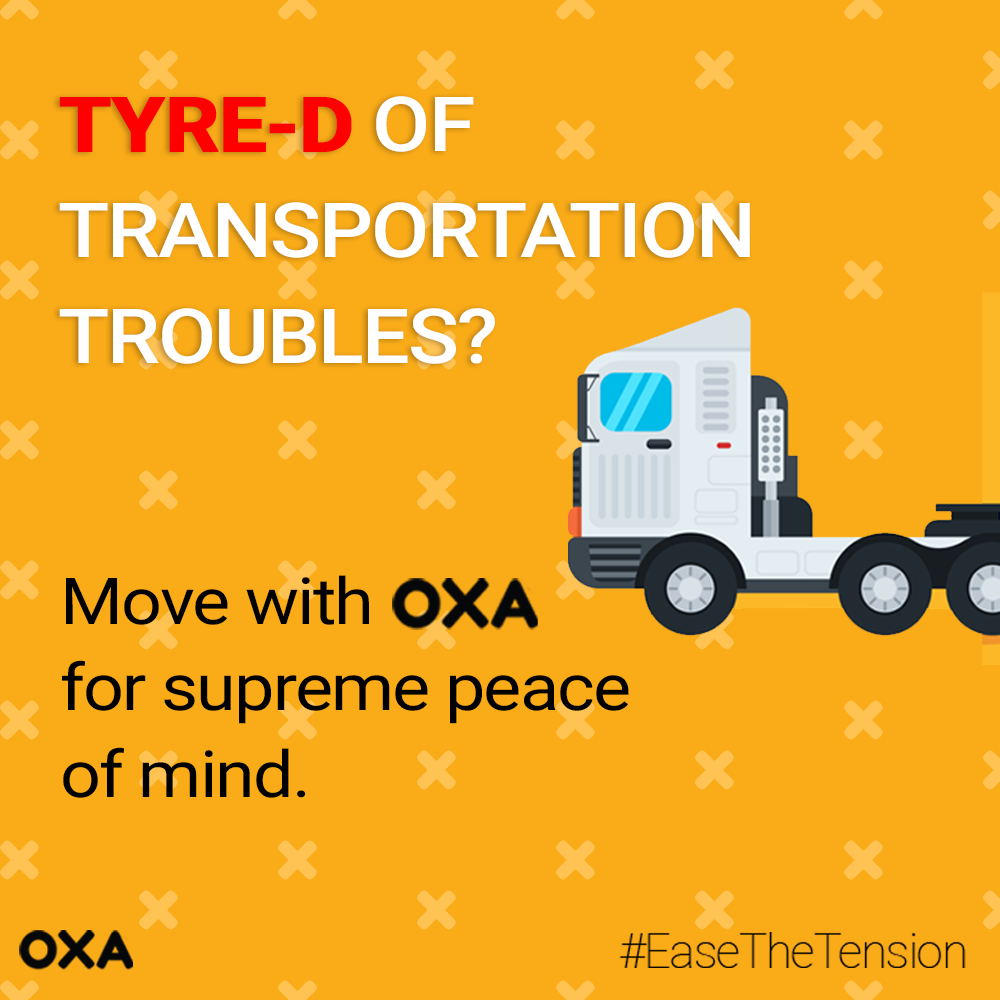 TYRE-D OF
TRANSPORTATION
TROUBLES?
Move with OXA
for supreme peace
of mind.
OXA
#EaseTheTension